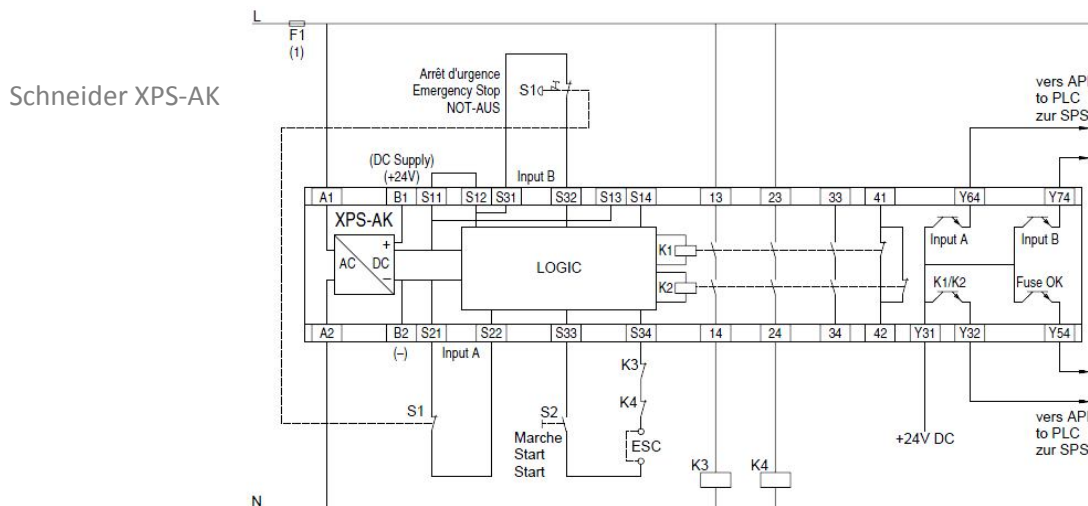 L
F1
(1)
Schneider XPS-AK
Arrêt d'urgence
Emergency Stop
NOT-AUS
S1
vers API
to PLC
zur SPS
(DC Supply)
(+24V)
Input B
A1 B1 S11 S12 S31 S32 S13 S14 13 23 33 41 Y64 Y74
XPS-AK
AC DC + –
LOGIC
K1
K2
Input A
Input B
K1/K2
Fuse OK
A2 B2 S21 S22 S33 S34 14 24 34 42 Y31 Y32 Y54
(–)
Input A
K3
K4
S1
S2
Marche
Start
Start
ESC
+24V DC
vers API
to PLC
zur SPS
K3
K4
N